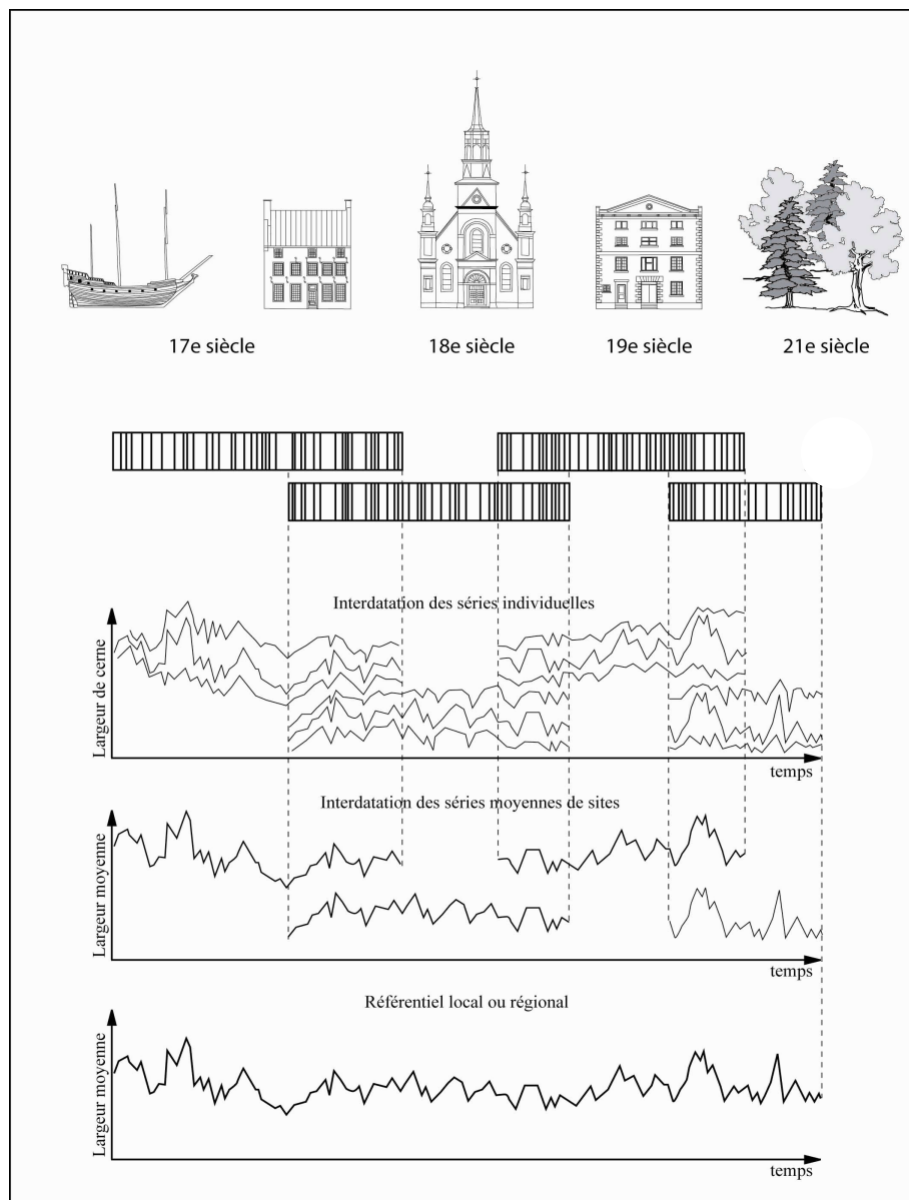 17e siècle
18e siècle
19e siècle
21e siècle
Interdatation des séries individuelles
Largeur de cerne
temps
Interdatation des séries moyennes de sites
Largeur moyenne
temps
Référentiel local ou régional
Largeur moyenne
temps